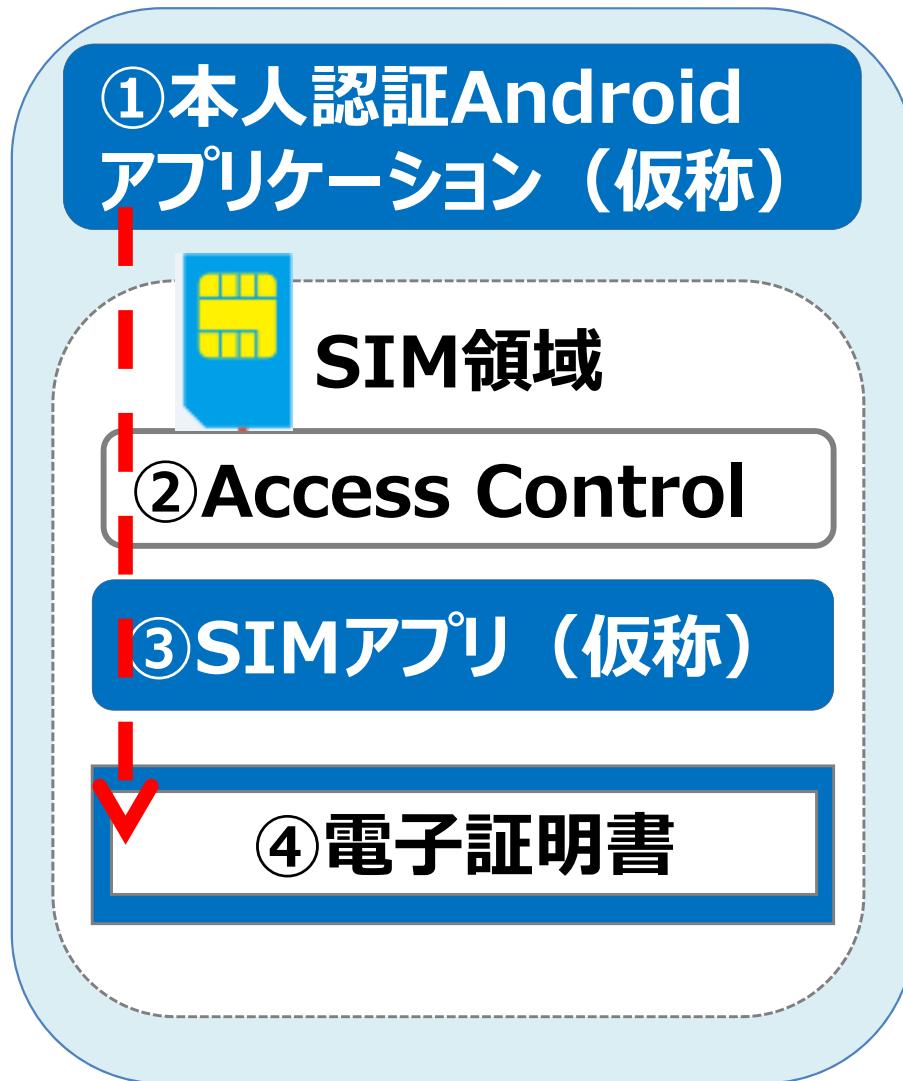 ①本人認証Android
アプリケーション（仮称）
SIM領域
②Access Control
③SIMアプリ（仮称）
④電子証明書